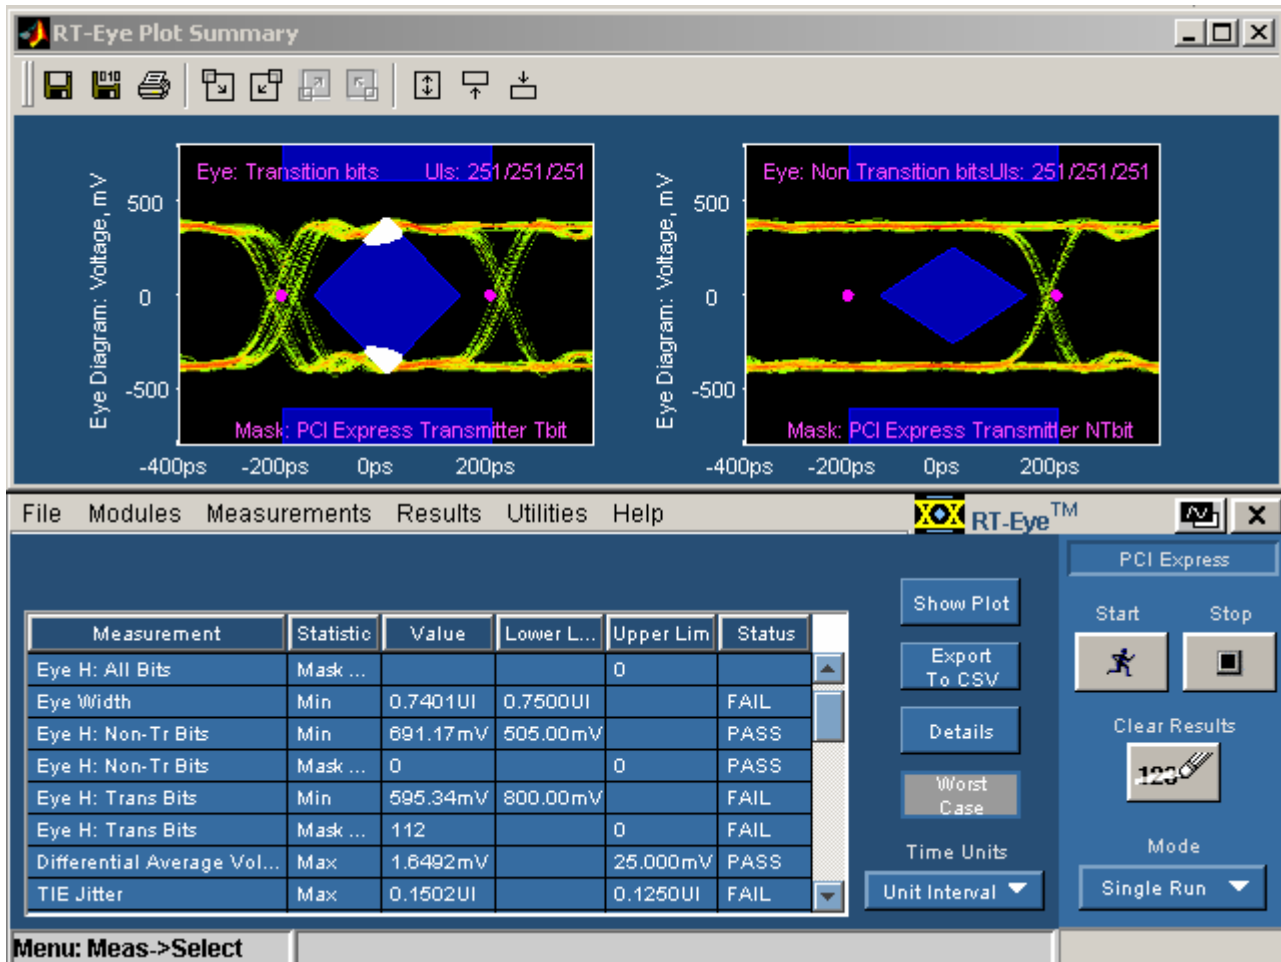 RT-Eye Plot Summary
Eye: Transition bits UIs: 251/251/251
Eye Diagram: Voltage, mV
500
0
-500
Mask: PCI Express Transmitter Tbit
-400ps -200ps 0ps 200ps
Eye: Non Transition bitsUIs: 251/251/251
Eye Diagram: Voltage, mV
500
0
-500
Mask: PCI Express Transmitter NTbit
-400ps -200ps 0ps 200ps
File Modules Measurements Results Utilities Help
RT-Eye™
PCI Express
Measurement Statistic Value Lower L... Upper Lim Status
Eye H: All Bits Mask ... 0
Eye Width Min 0.7401UI 0.7500UI FAIL
Eye H: Non-Tr Bits Min 691.17mV 505.00mV PASS
Eye H: Non-Tr Bits Mask ... 0 0 PASS
Eye H: Trans Bits Min 595.34mV 800.00mV FAIL
Eye H: Trans Bits Mask ... 112 0 FAIL
Differential Average Vol... Max 1.6492mV 25.000mV PASS
TIE Jitter Max 0.1502UI 0.1250UI FAIL
Show Plot
Export
To CSV
Details
Worst
Case
Time Units
Unit Interval
Start Stop
Clear Results
123
Mode
Single Run
Menu: Meas->Select